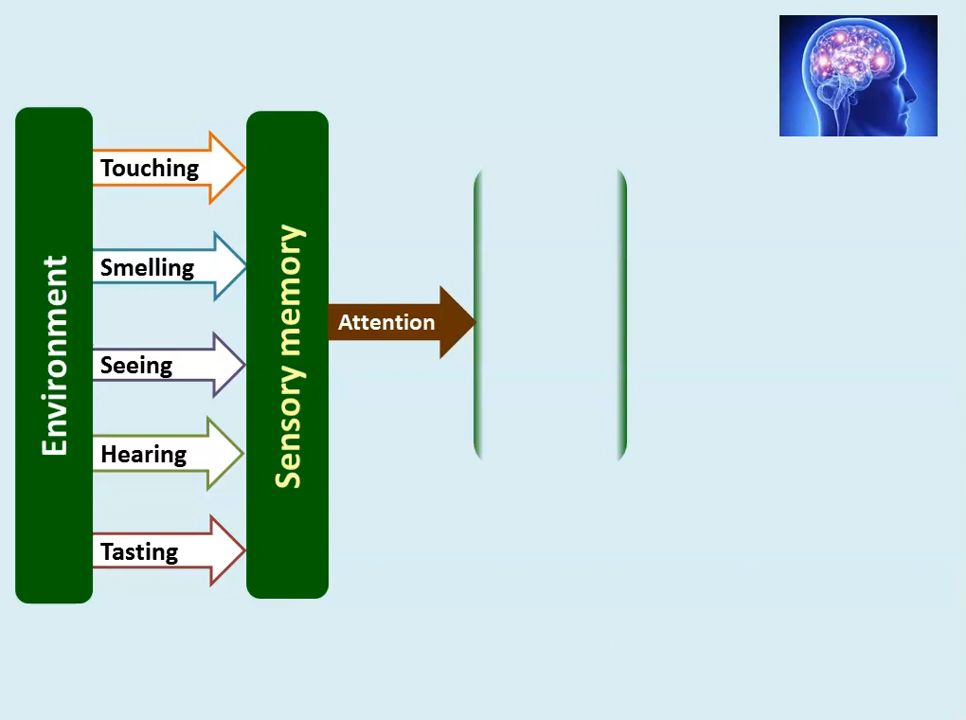 Environment
Touching
Smelling
Seeing
Hearing
Tasting
Sensory memory
Attention